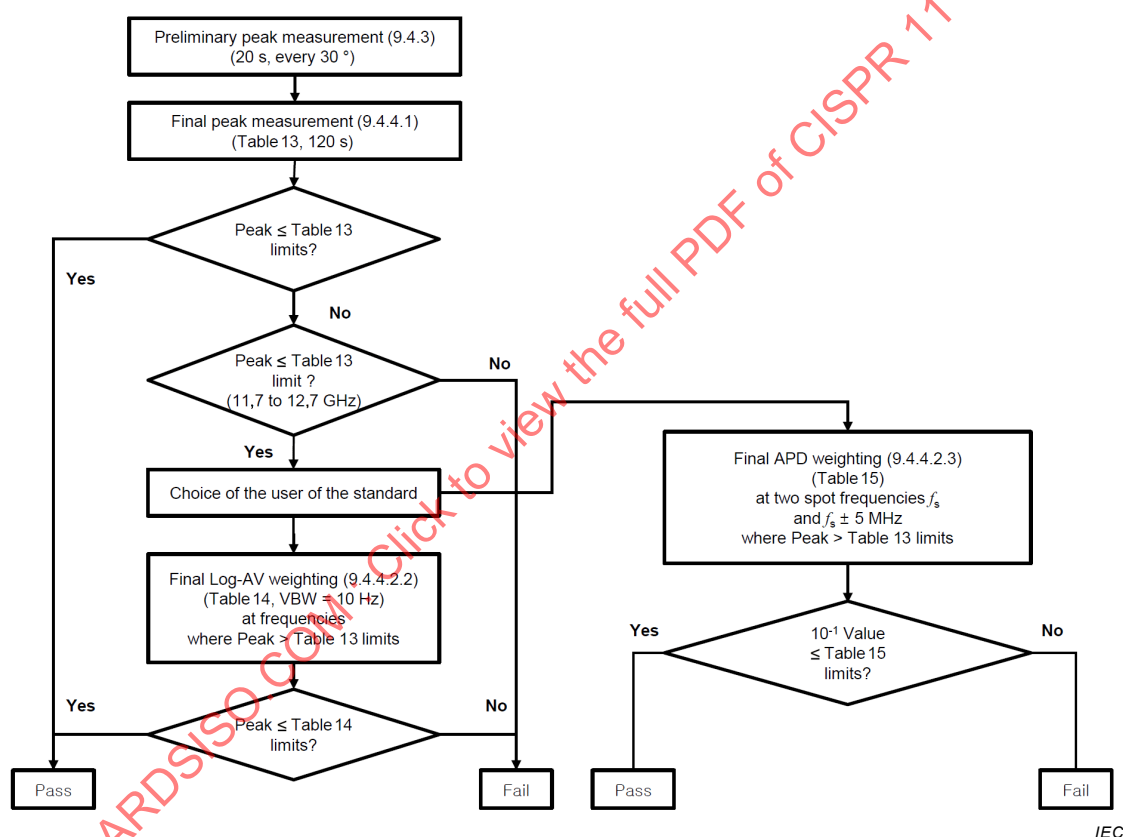 Preliminary peak measurement (9.4.3)
(20 s, every 30 °)
Final peak measurement (9.4.4.1)
(Table 13, 120 s)
Peak ≤ Table 13
limits?
Yes
No
Peak ≤ Table 13
limit ?
(11,7 to 12,7 GHz)
No
Yes
Choice of the user of the standard
Final Log-AV weighting (9.4.4.2.2)
(Table 14, VBW = 10 Hz)
at frequencies
where Peak > Table 13 limits
Yes
No
Peak ≤ Table 14
limits?
Pass
Fail
Final APD weighting (9.4.4.2.3)
(Table 15)
at two spot frequencies fs
and fs ± 5 MHz
where Peak > Table 13 limits
Yes
No
10-1 Value
≤ Table 15
limits?
Pass
Fail
IEC
ARDSISO.COM : Click to view the full PDF of CISPR 11